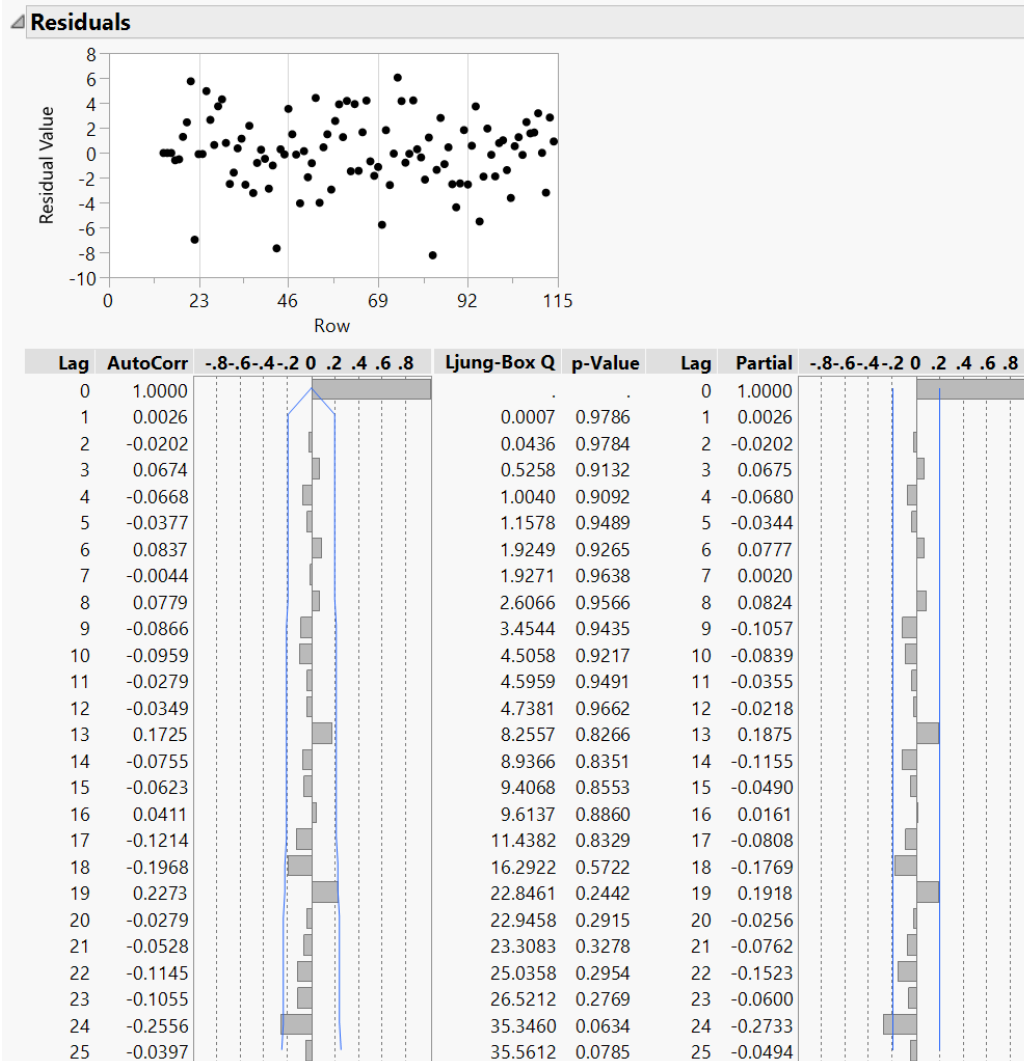 Residuals
8
6
4
2
0
-2
-4
-6
-8
-10
Residual Value
0 23 46 69 92 115
Row
Lag AutoCorr -.8-.6-.4-.2 0 .2 .4 .6 .8 Ljung-Box Q p-Value Lag Partial -.8-.6-.4-.2 0 .2 .4 .6 .8
0 1.0000 . . 0 1.0000
1 0.0026 0.0007 0.9786 1 0.0026
2 -0.0202 0.0436 0.9784 2 -0.0202
3 0.0674 0.5258 0.9132 3 0.0675
4 -0.0668 1.0040 0.9092 4 -0.0680
5 -0.0377 1.1578 0.9489 5 -0.0344
6 0.0837 1.9249 0.9265 6 0.0777
7 -0.0044 1.9271 0.9638 7 0.0020
8 0.0779 2.6066 0.9566 8 0.0824
9 -0.0866 3.4544 0.9435 9 -0.1057
10 -0.0959 4.5058 0.9217 10 -0.0839
11 -0.0279 4.5959 0.9491 11 -0.0355
12 -0.0349 4.7381 0.9662 12 -0.0218
13 0.1725 8.2557 0.8266 13 0.1875
14 -0.0755 8.9366 0.8351 14 -0.1155
15 -0.0623 9.4068 0.8553 15 -0.0490
16 0.0411 9.6137 0.8860 16 0.0161
17 -0.1214 11.4382 0.8329 17 -0.0808
18 -0.1968 16.2922 0.5722 18 -0.1769
19 0.2273 22.8461 0.2442 19 0.1918
20 -0.0279 22.9458 0.2915 20 -0.0256
21 -0.0528 23.3083 0.3278 21 -0.0762
22 -0.1145 25.0358 0.2954 22 -0.1523
23 -0.1055 26.5212 0.2769 23 -0.0600
24 -0.2556 35.3460 0.0634 24 -0.2733
25 -0.0397 35.5612 0.0785 25 -0.0494